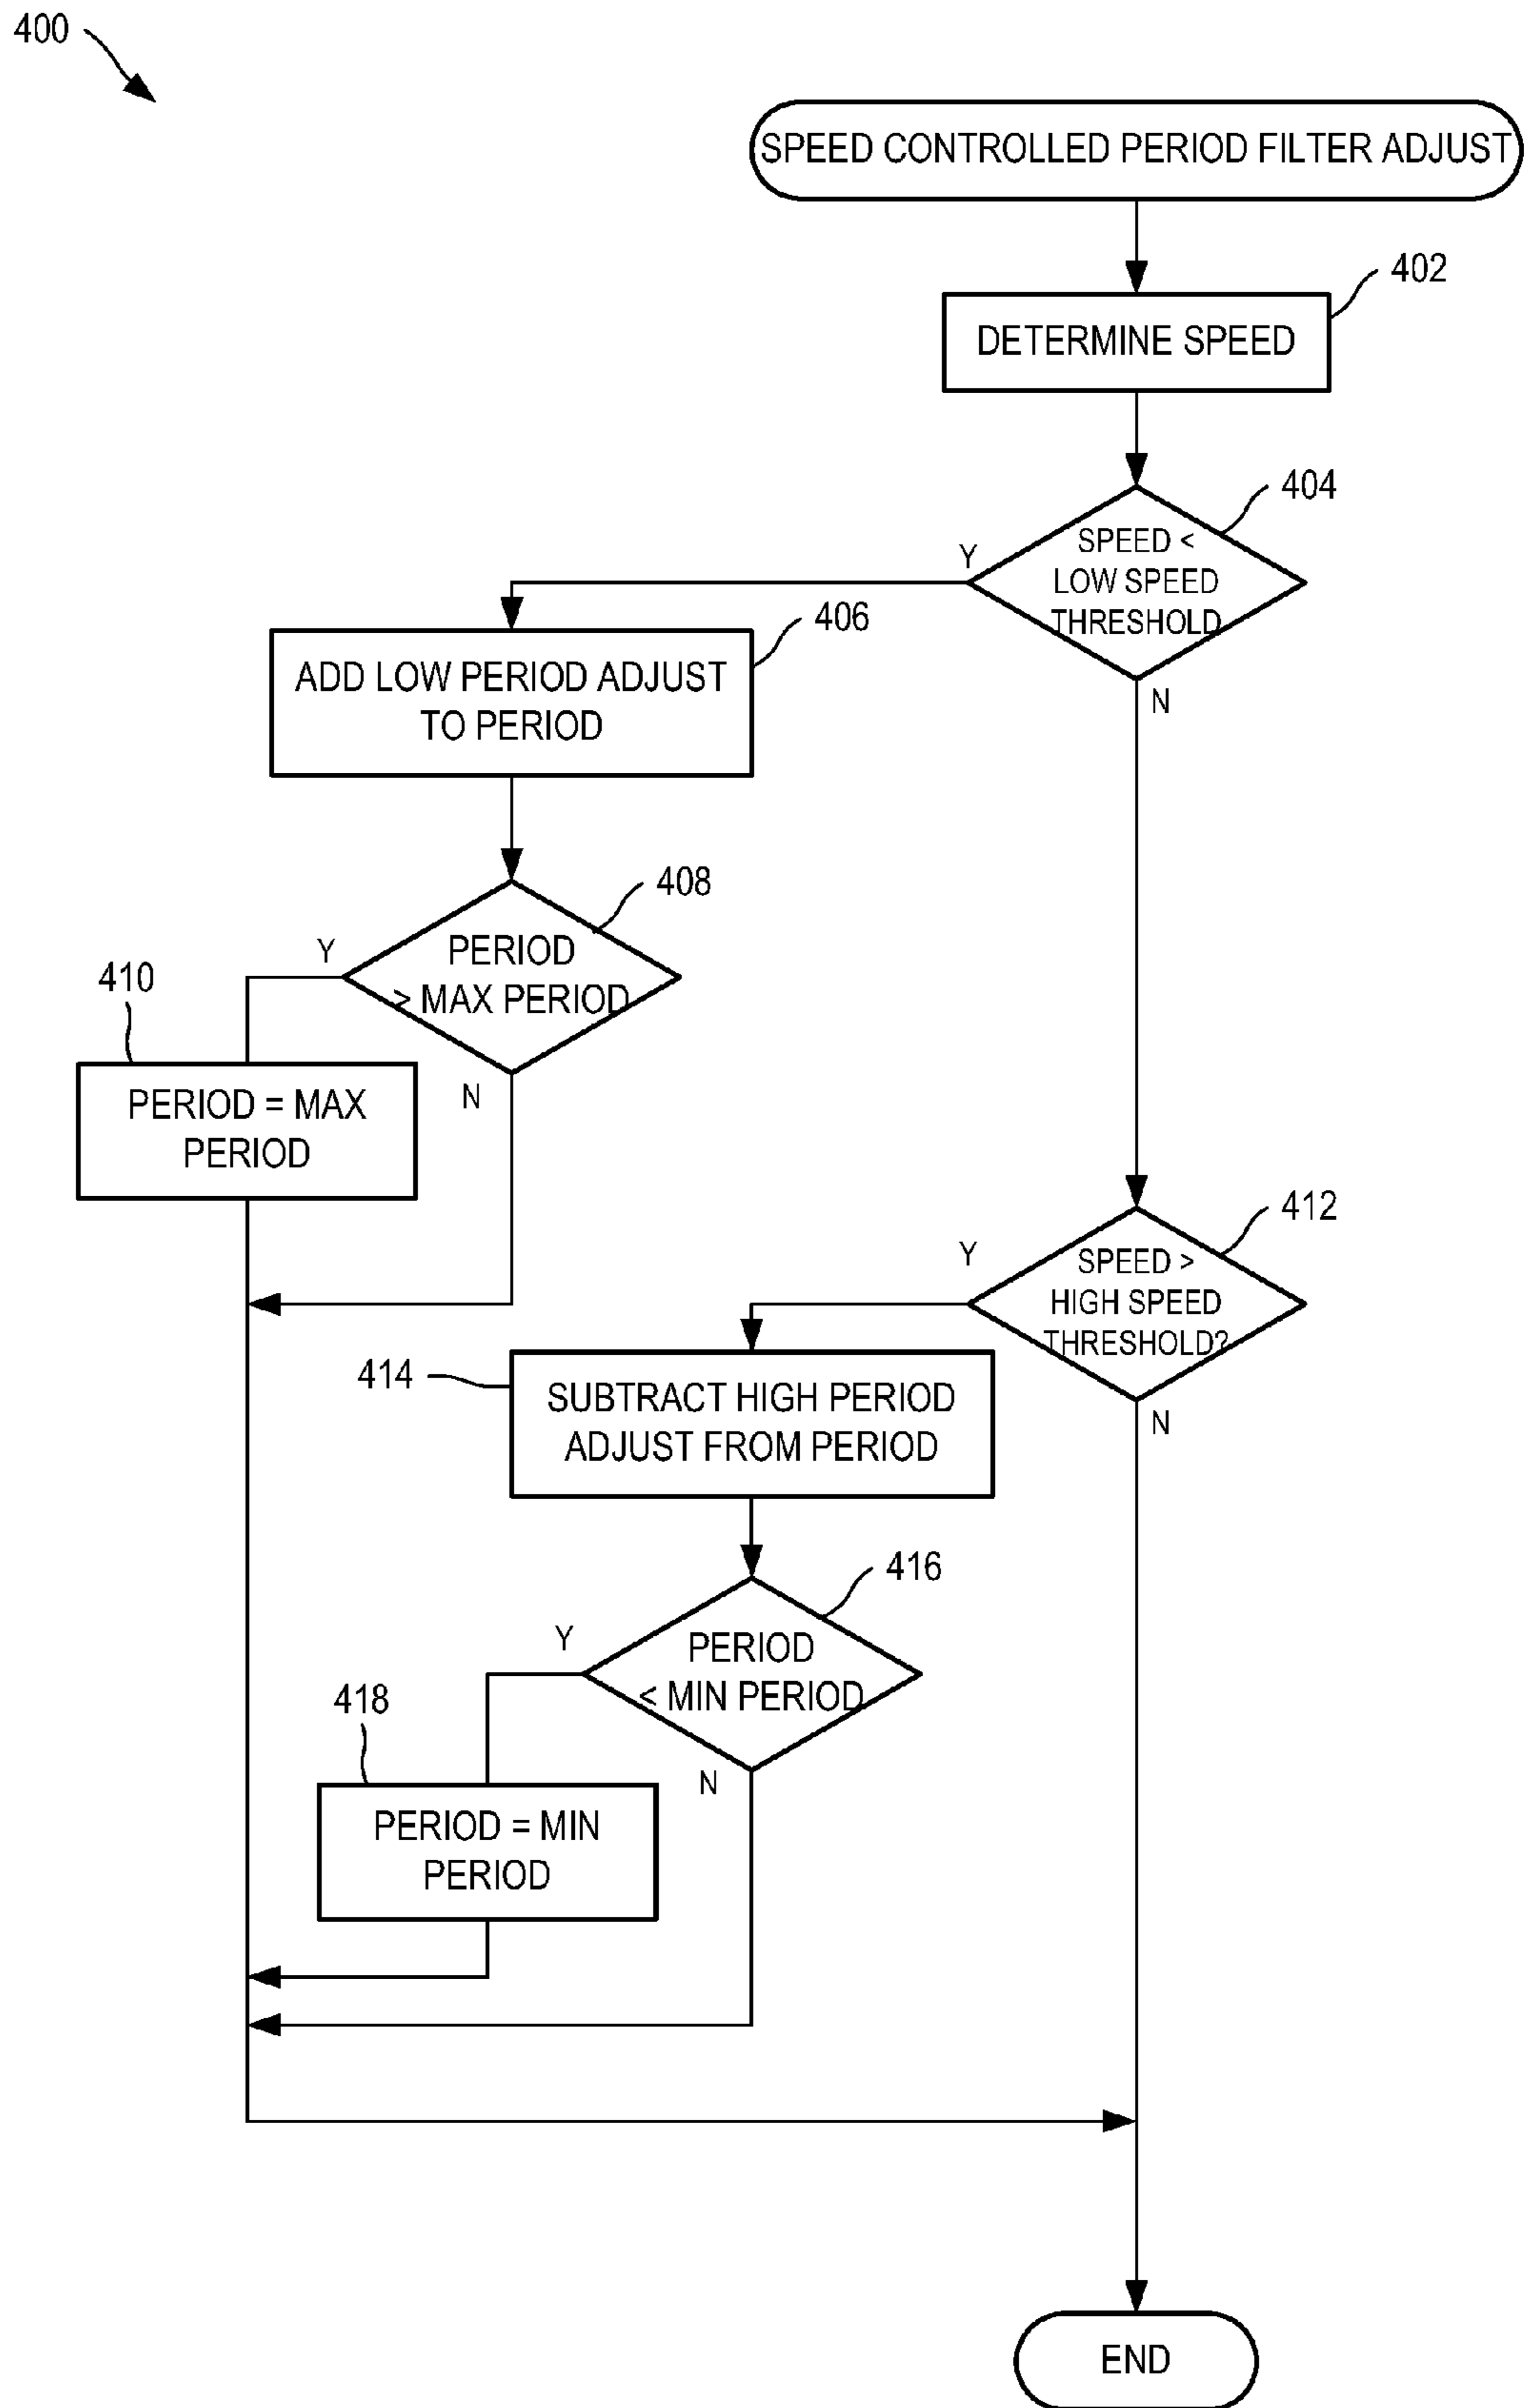 400
SPEED CONTROLLED PERIOD FILTER ADJUST
402
DETERMINE SPEED
404
SPEED <
LOW SPEED
THRESHOLD
Y
N
406
ADD LOW PERIOD ADJUST
TO PERIOD
408
PERIOD
> MAX PERIOD
Y
N
410
PERIOD = MAX
PERIOD
412
SPEED >
HIGH SPEED
THRESHOLD?
Y
N
414
SUBTRACT HIGH PERIOD
ADJUST FROM PERIOD
416
PERIOD
< MIN PERIOD
Y
N
418
PERIOD = MIN
PERIOD
END